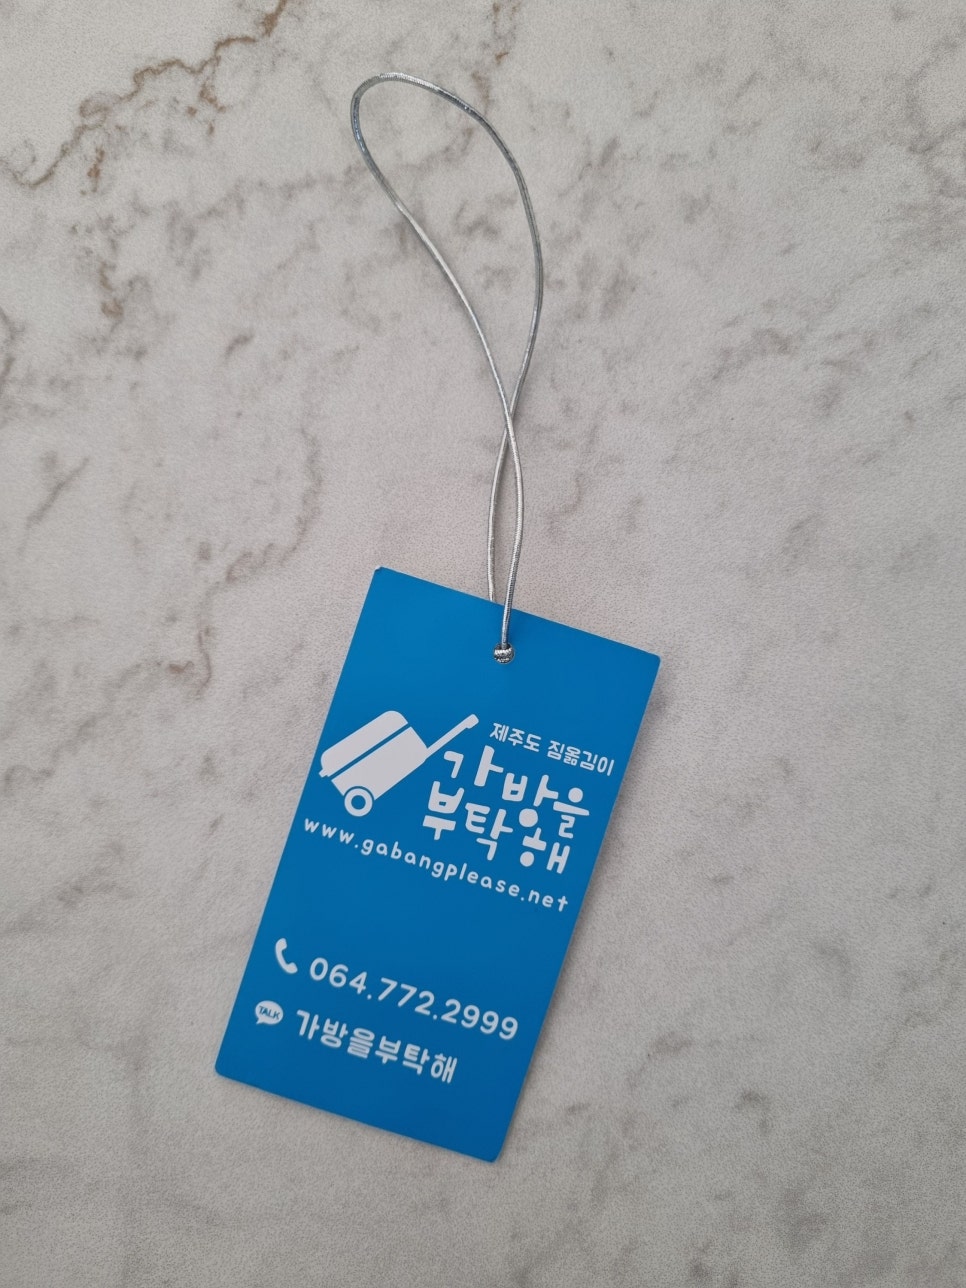 제주도 짐옮김이
가방을
부탁해
www.gabangplease.net
064.772.2999
TALK 가방을부탁해